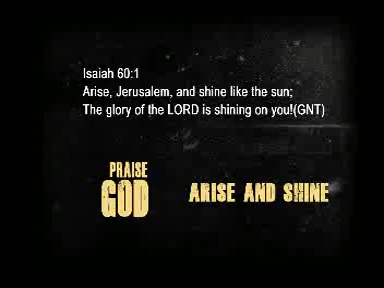 Isaiah 60:1
Arise, Jerusalem, and shine like the sun;
The glory of the LORD is shining on you!(GNT)
PRAISE
GOD
ARISE AND SHINE